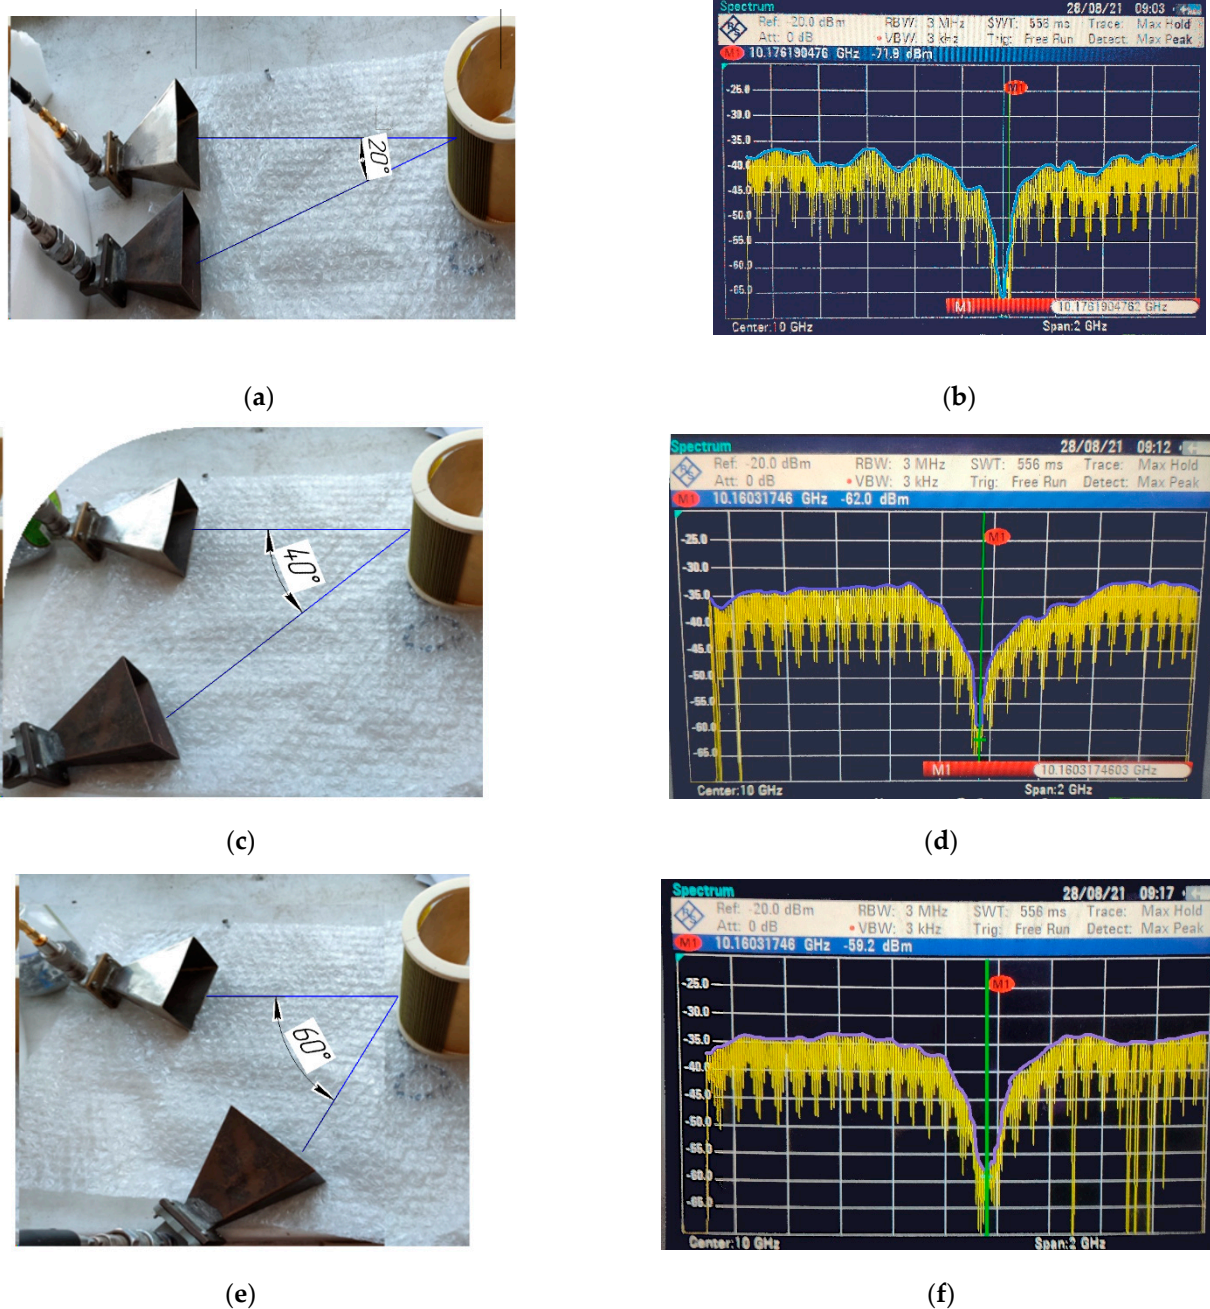 20°
(a)
Spectrum 28/08/21 09:03
Ref: -20.0 dBm RBW: 3 MHz SWT: 556 ms Trace: Max Hold
Att: 0 dB VBW: 3 kHz Trig: Free Run Detect: Max Peak
M1 10.176190476 GHz -71.9 dBm
M1
-25.0
-30.0
-35.0
-40.0
-45.0
-50.0
-55.0
-60.0
-65.0
M1 10.1761904762 GHz
Center:10 GHz Span:2 GHz
(b)
40°
(c)
Spectrum 28/08/21 09:12
Ref: -20.0 dBm RBW: 3 MHz SWT: 556 ms Trace: Max Hold
Att: 0 dB VBW: 3 kHz Trig: Free Run Detect: Max Peak
M1 10.16031746 GHz -62.0 dBm
M1
-25.0
-30.0
-35.0
-40.0
-45.0
-50.0
-55.0
-60.0
-65.0
M1 10.1603174603 GHz
Center:10 GHz Span:2 GHz
(d)
60°
(e)
Spectrum 28/08/21 09:17
Ref: -20.0 dBm RBW: 3 MHz SWT: 556 ms Trace: Max Hold
Att: 0 dB VBW: 3 kHz Trig: Free Run Detect: Max Peak
M1 10.16031746 GHz -59.2 dBm
M1
-25.0
-30.0
-35.0
-40.0
-45.0
-50.0
-55.0
-60.0
-65.0
Center:10 GHz Span:2 GHz
(f)